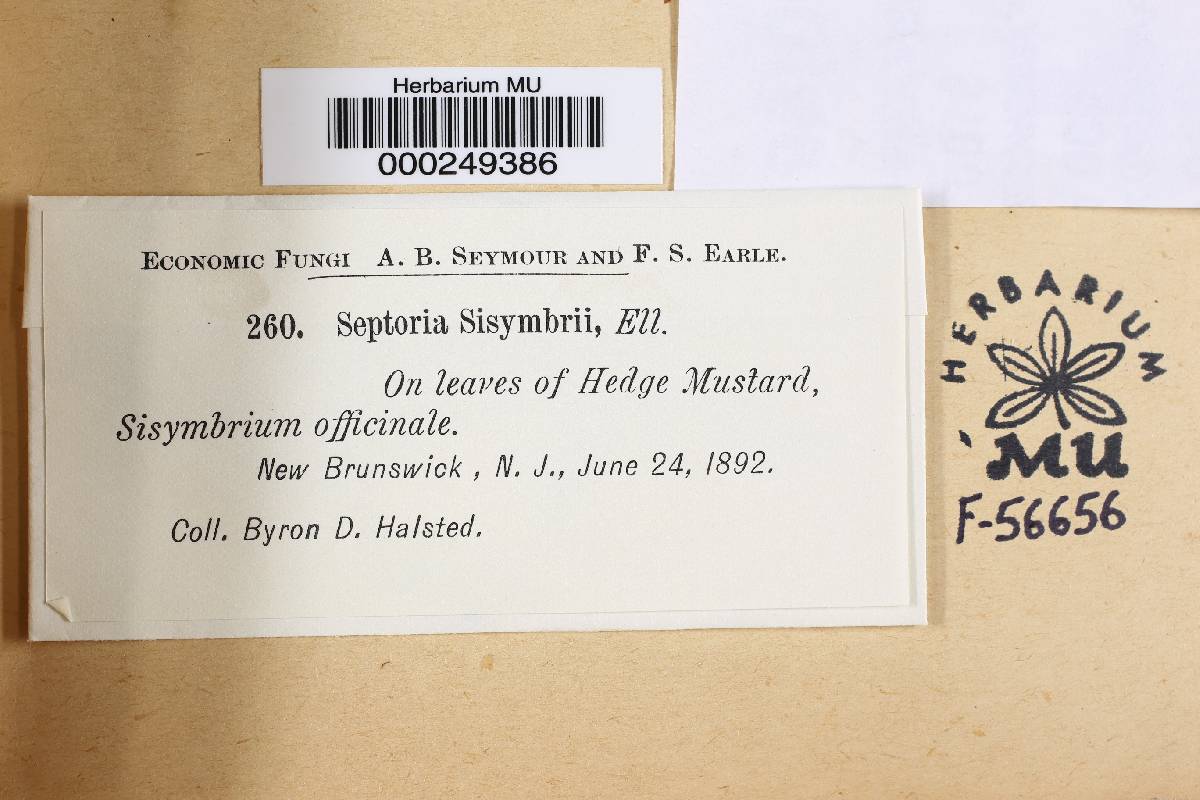 Herbarium MU
000249386
Economic Fungi A. B. Seymour and F. S. Earle.
260. Septoria Sisymbrii, Ell.
On leaves of Hedge Mustard,
Sisymbrium officinale.
New Brunswick, N. J., June 24, 1892.
Coll. Byron D. Halsted.
HERBARIUM
MU
F-56656